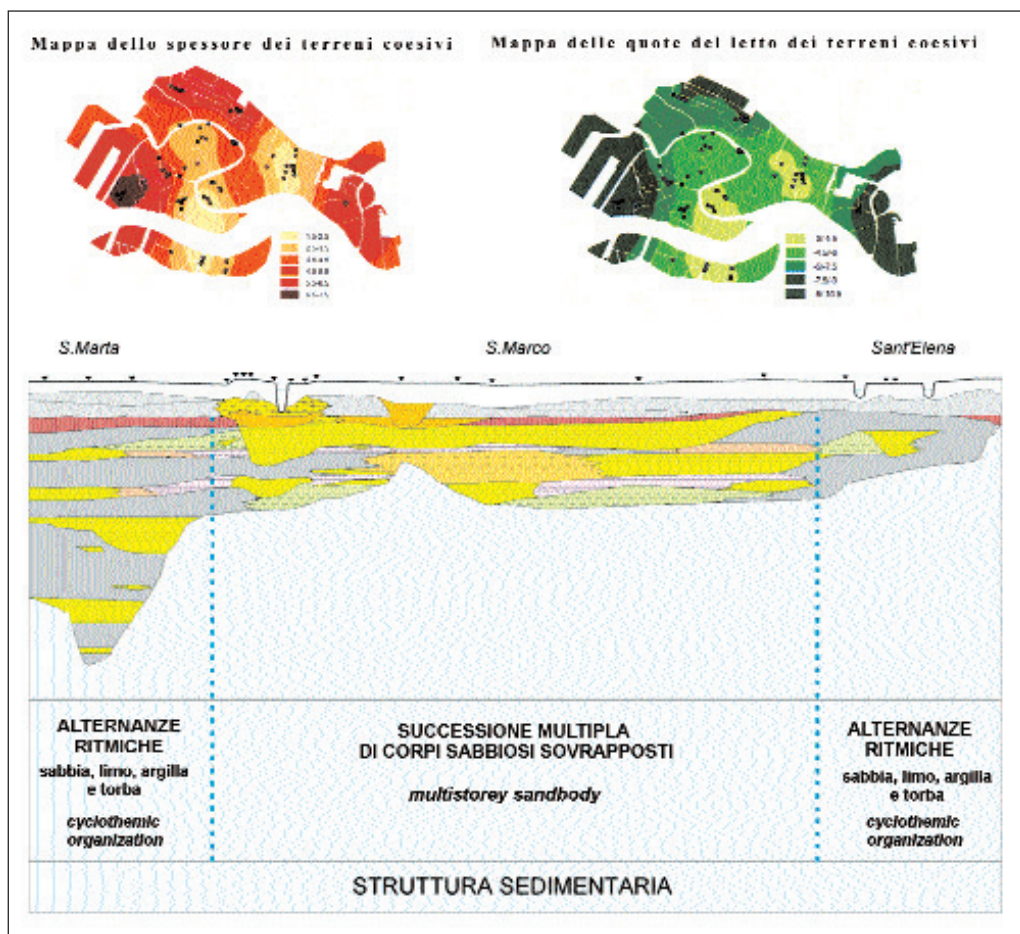 Mappa dello spessore dei terreni coesivi
Mappa delle quote del letto dei terreni coesivi
S.Marta
S.Marco
Sant'Elena
ALTERNANZE
RITMICHE
sabbia, limo, argilla
e torba
cyclothemic
organization
SUCCESSIONE MULTIPLA
DI CORPI SABBIOSI SOVRAPPOSTI
multistorey sandbody
ALTERNANZE
RITMICHE
sabbia, limo, argilla
e torba
cyclothemic
organization
STRUTTURA SEDIMENTARIA